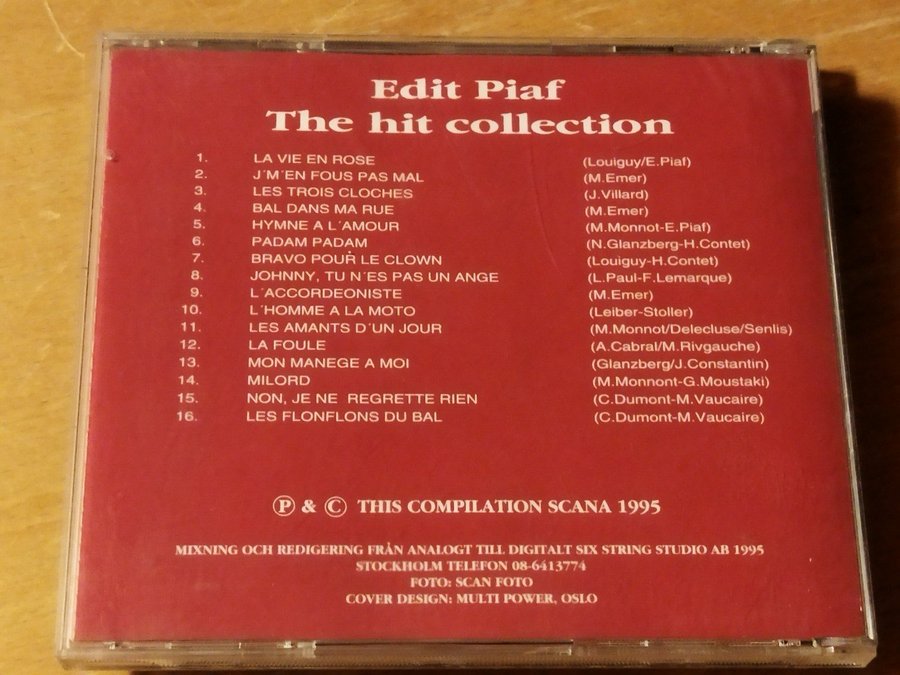 Edit Piaf
The hit collection
1. LA VIE EN ROSE (Louiguy/E.Piaf)
2. J´M´EN FOUS PAS MAL (M.Emer)
3. LES TROIS CLOCHES (J.Villard)
4. BAL DANS MA RUE (M.Emer)
5. HYMNE A L´AMOUR (M.Monnot-E.Piaf)
6. PADAM PADAM (N.Glanzberg-H.Contet)
7. BRAVO POUR LE CLOWN (Louiguy-H.Contet)
8. JOHNNY, TU N´ES PAS UN ANGE (L.Paul-F.Lemarque)
9. L´ACCORDEONISTE (M.Emer)
10. L´HOMME A LA MOTO (Leiber-Stoller)
11. LES AMANTS D´UN JOUR (M.Monnot/Delecluse/Senlis)
12. LA FOULE (A.Cabral/M.Rivgauche)
13. MON MANEGE A MOI (Glanzberg/J.Constantin)
14. MILORD (M.Monnont-G.Moustaki)
15. NON, JE NE REGRETTE RIEN (C.Dumont-M.Vaucaire)
16. LES FLONFLONS DU BAL (C.Dumont-M.Vaucaire)
Ⓟ & Ⓒ THIS COMPILATION SCANA 1995
MIXNING OCH REDIGERING FRÅN ANALOGT TILL DIGITALT SIX STRING STUDIO AB 1995
STOCKHOLM TELEFON 08-6413774
FOTO: SCAN FOTO
COVER DESIGN: MULTI POWER, OSLO